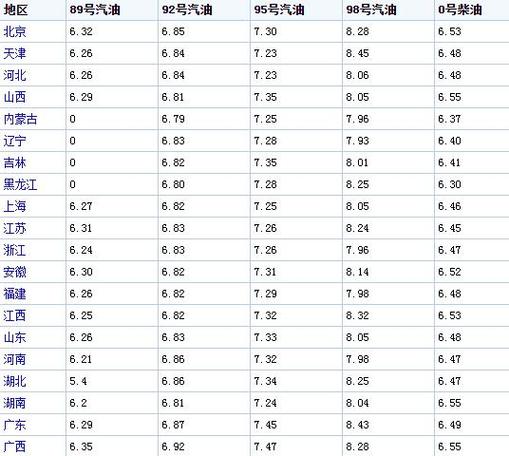 地区 89号汽油 92号汽油 95号汽油 98号汽油 0号柴油
北京 6.32 6.85 7.30 8.28 6.53
天津 6.26 6.84 7.23 8.45 6.48
河北 6.26 6.84 7.23 8.06 6.48
山西 6.29 6.81 7.35 8.05 6.55
内蒙古 0 6.79 7.25 7.96 6.37
辽宁 0 6.83 7.28 7.93 6.40
吉林 0 6.82 7.35 8.01 6.41
黑龙江 0 6.80 7.28 8.25 6.30
上海 6.27 6.82 7.25 8.05 6.46
江苏 6.31 6.83 7.26 8.24 6.45
浙江 6.24 6.83 7.26 7.96 6.47
安徽 6.30 6.82 7.31 8.14 6.52
福建 6.26 6.82 7.29 7.98 6.48
江西 6.25 6.82 7.32 8.32 6.53
山东 6.26 6.83 7.33 8.05 6.48
河南 6.21 6.86 7.32 7.98 6.47
湖北 5.4 6.86 7.34 8.25 6.47
湖南 6.2 6.81 7.24 8.04 6.55
广东 6.29 6.87 7.45 8.43 6.49
广西 6.35 6.92 7.47 8.28 6.55